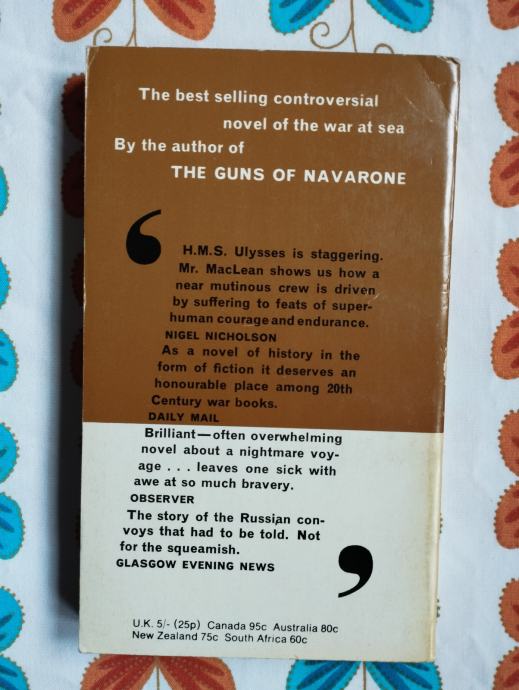 The best selling controversial
novel of the war at sea
By the author of
THE GUNS OF NAVARONE
‘
H.M.S. Ulysses is staggering.
Mr. MacLean shows us how a
near mutinous crew is driven
by suffering to feats of super-
human courage and endurance.
NIGEL NICHOLSON
As a novel of history in the
form of fiction it deserves an
honourable place among 20th
Century war books.
DAILY MAIL
Brilliant—often overwhelming
novel about a nightmare voy-
age . . . leaves one sick with
awe at so much bravery.
OBSERVER
The story of the Russian con-
voys that had to be told. Not
for the squeamish.
GLASGOW EVENING NEWS
’
U.K. 5/- (25p) Canada 95c Australia 80c
New Zealand 75c South Africa 60c